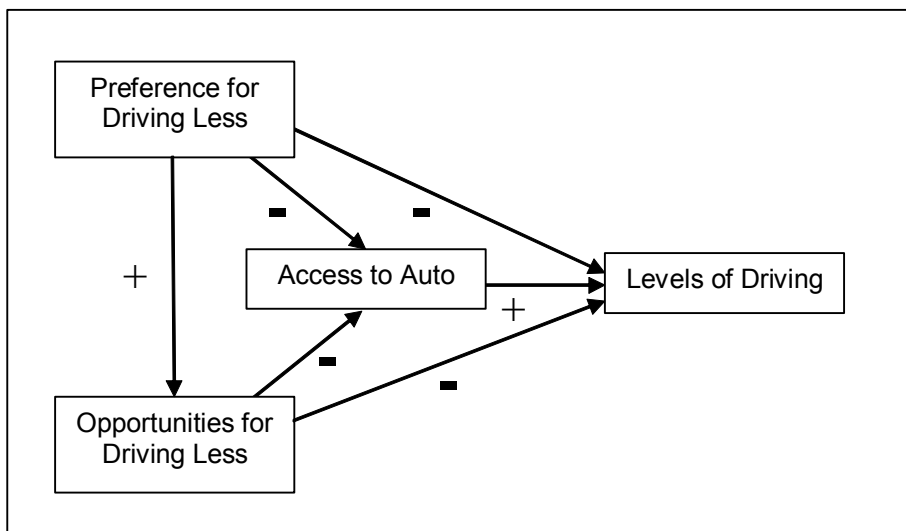 Preference for
Driving Less
-
-
+
Access to Auto
Levels of Driving
+
-
-
Opportunities for
Driving Less